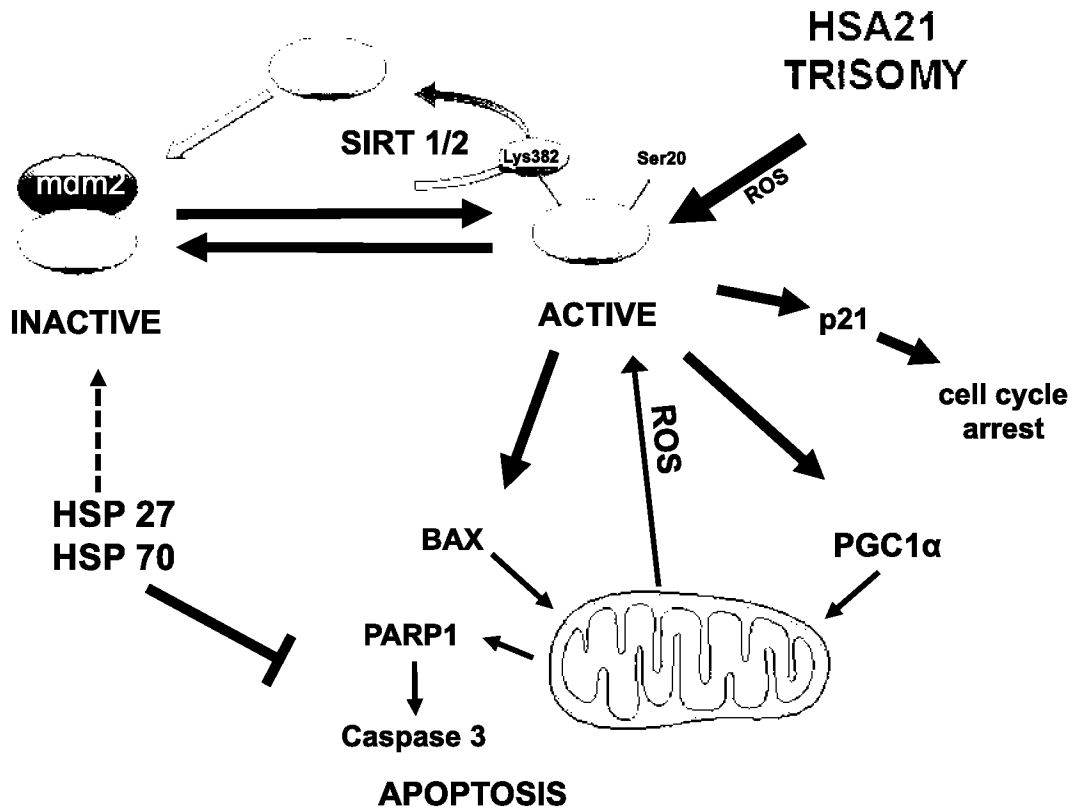 HSA21
TRISOMY
SIRT 1/2
Lys382
Ser20
ROS
mdm2
INACTIVE
ACTIVE
p21
cell cycle
arrest
ROS
HSP 27
HSP 70
BAX
PGC1α
PARP1
Caspase 3
APOPTOSIS